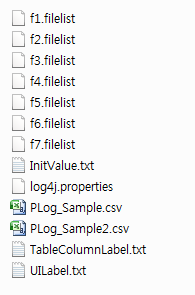 f1.filelist
f2.filelist
f3.filelist
f4.filelist
f5.filelist
f6.filelist
f7.filelist
InitValue.txt
log4j.properties
PLog_Sample.csv
PLog_Sample2.csv
TableColumnLabel.txt
UILabel.txt